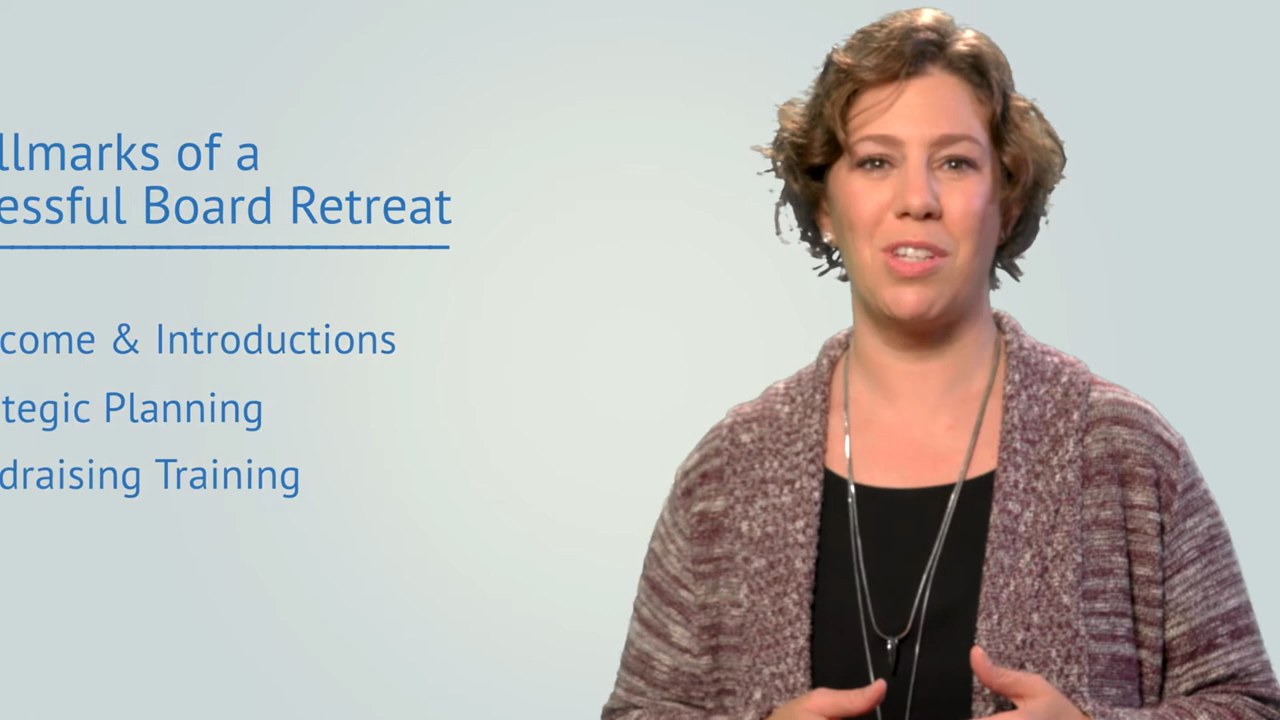 llmarks of a
essful Board Retreat
come & Introductions
tegic Planning
draising Training